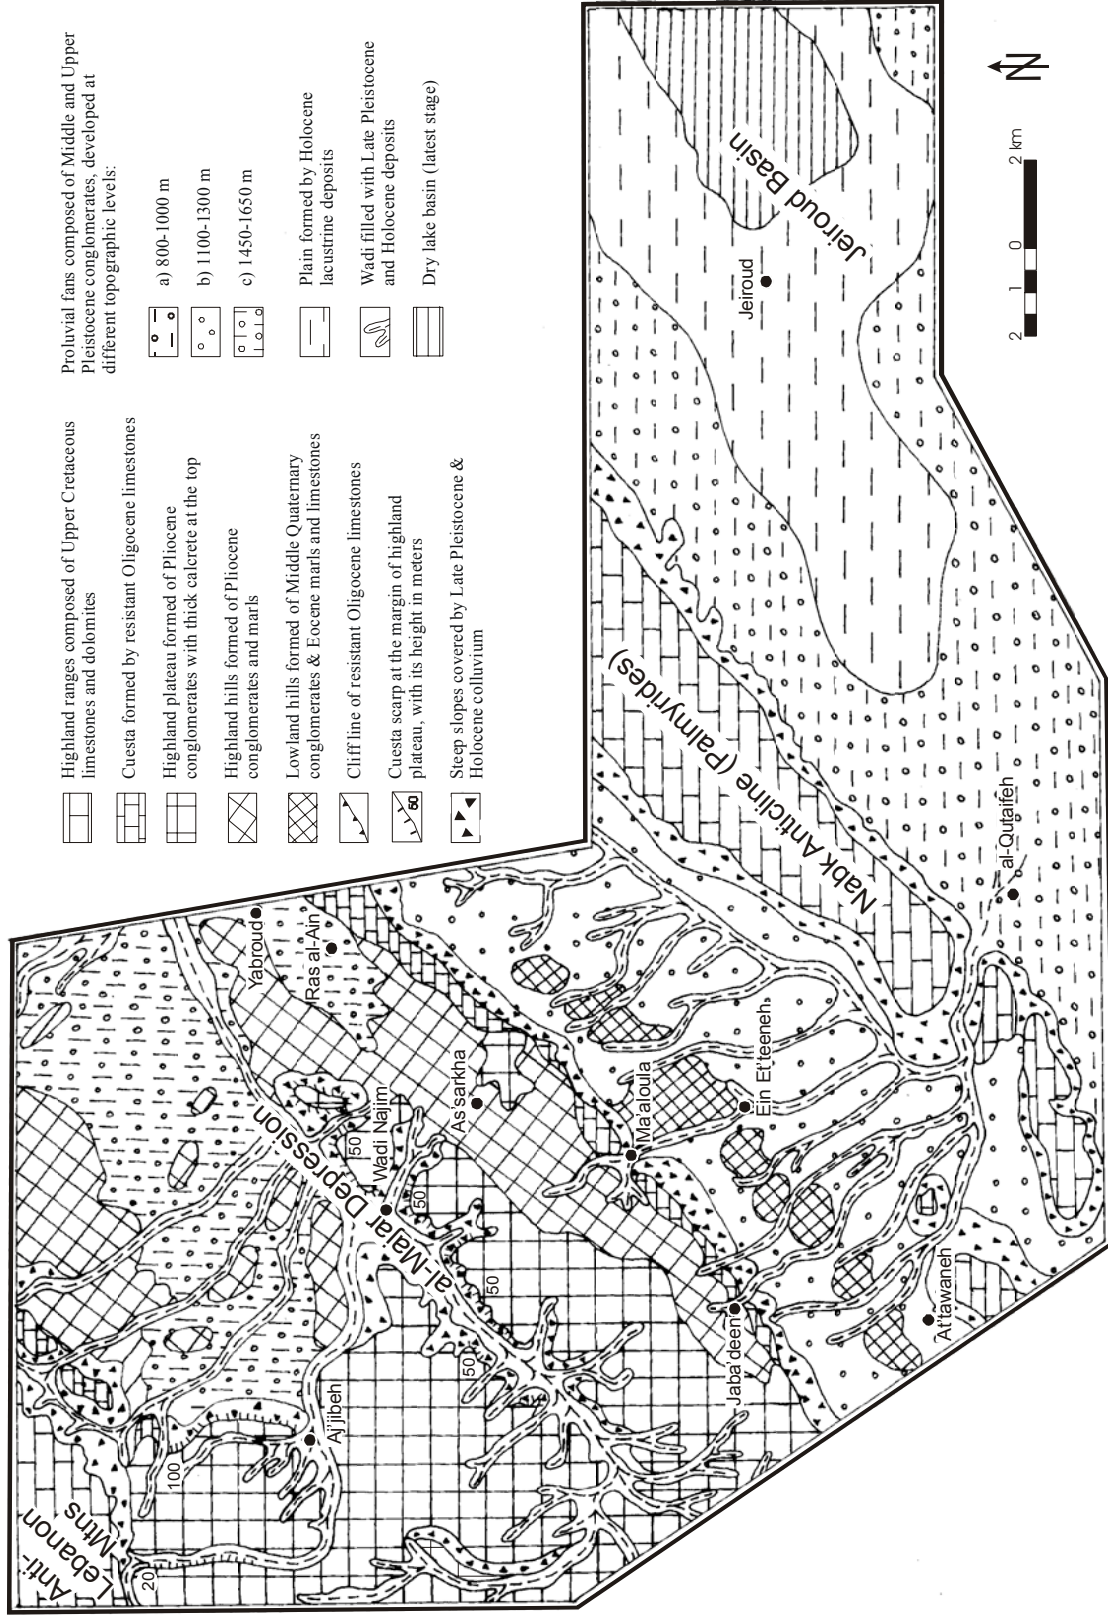 Highland ranges composed of Upper Cretaceous
limestones and dolomites
Cuesta formed by resistant Oligocene limestones
Highland plateau formed of Pliocene
conglomerates with thick calcrete at the top
Highland hills formed of Pliocene
conglomerates and marls
Lowland hills formed of Middle Quaternary
conglomerates & Eocene marls and limestones
Cliff line of resistant Oligocene limestones
60
Cuesta scarp at the margin of highland
plateau, with its height in meters
Steep slopes covered by Late Pleistocene &
Holocene colluvium
Proluvial fans composed of Middle and Upper
Pleistocene conglomerates, developed at
different topographic levels:
a) 800-1000 m
b) 1100-1300 m
c) 1450-1650 m
Plain formed by Holocene
lacustrine deposits
Wadi filled with Late Pleistocene
and Holocene deposits
Dry lake basin (latest stage)
Anti-
Lebanon
Mtns
20
100
Aj'jibeh
al-Majar Depression
50
Wadi Najim
50
50
50
Yabroud
Ras al-Ain
As'sarkha
Ma'aloula
Jaba'deen
Ein Et'teeneh
At'tawaneh
Nabk Anticline (Palmyrides)
al-Qutaifeh
Jeiroud
Jeiroud Basin
2 1 0 2 km
N